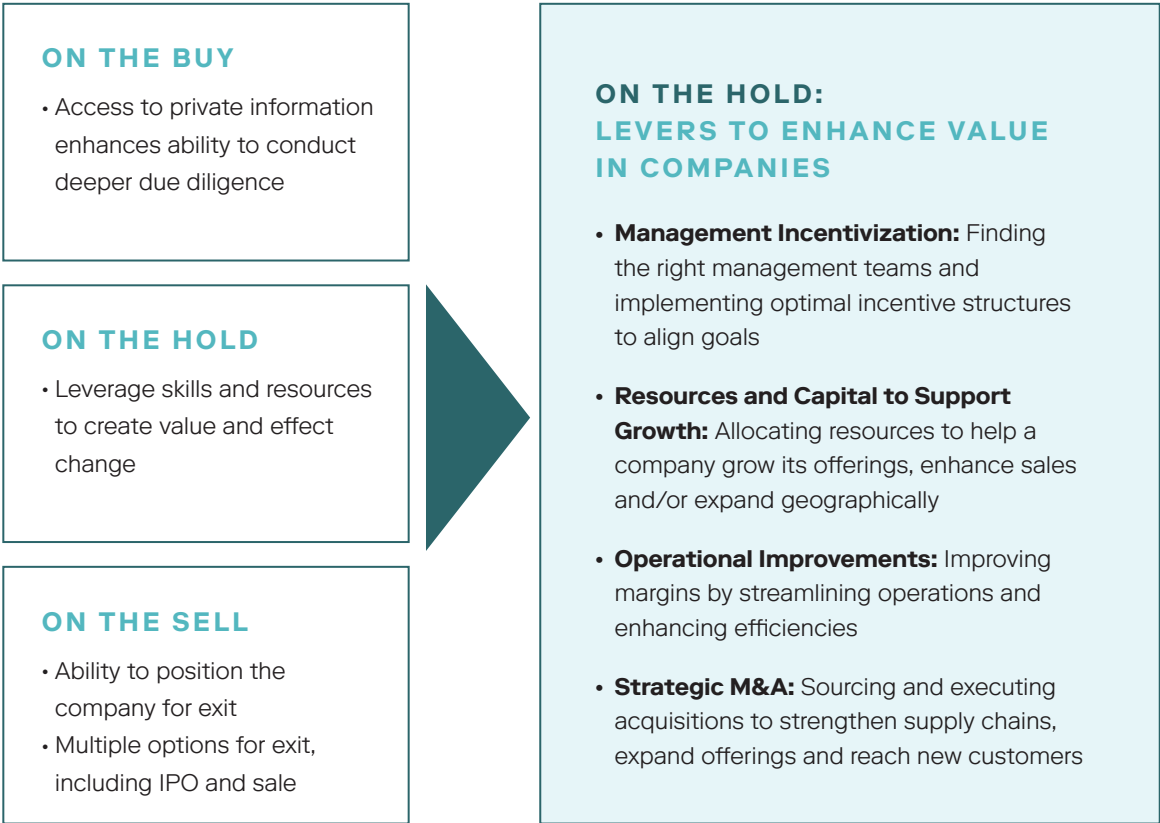 ON THE BUY
• Access to private information
enhances ability to conduct
deeper due diligence
ON THE HOLD
• Leverage skills and resources
to create value and effect
change
ON THE SELL
• Ability to position the
company for exit
• Multiple options for exit,
including IPO and sale
ON THE HOLD:
LEVERS TO ENHANCE VALUE
IN COMPANIES
• Management Incentivization: Finding
the right management teams and
implementing optimal incentive structures
to align goals
• Resources and Capital to Support
Growth: Allocating resources to help a
company grow its offerings, enhance sales
and/or expand geographically
• Operational Improvements: Improving
margins by streamlining operations and
enhancing efficiencies
• Strategic M&A: Sourcing and executing
acquisitions to strengthen supply chains,
expand offerings and reach new customers